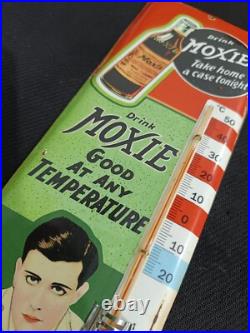 Drink
MOXIE
Take home
a case tonight
Moxie
°C
50
40
30
20
10
0
10
20
Drink
MOXIE
GOOD
AT ANY
TEMPERATURE